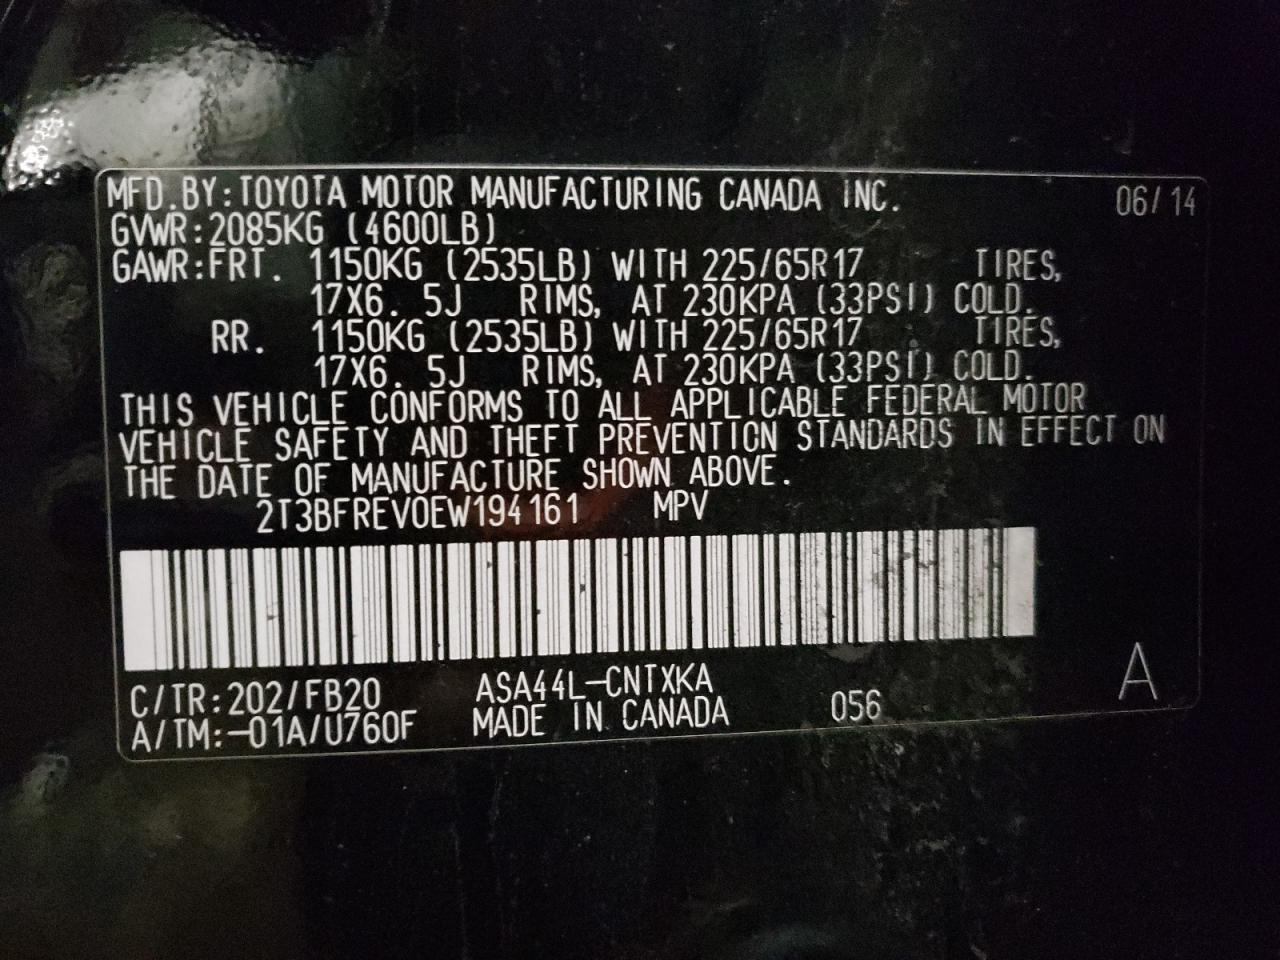 MFD. BY: TOYOTA MOTOR MANUFACTURING CANADA INC. 06/14
GVWR: 2085KG (4600LB)
GAWR: FRT. 1150KG (2535LB) WITH 225/65R17 TIRES,
17X6. 5J RIMS, AT 230KPA (33PSI) COLD.
RR. 1150KG (2535LB) WITH 225/65R17 TIRES,
17X6. 5J RIMS, AT 230KPA (33PSI) COLD.
THIS VEHICLE CONFORMS TO ALL APPLICABLE FEDERAL MOTOR
VEHICLE SAFETY AND THEFT PREVENTION STANDARDS IN EFFECT ON
THE DATE OF MANUFACTURE SHOWN ABOVE.
2T3BFREV0EW194161 MPV
C/TR: 202/FB20 ASA44L-CNTXKA
A/TM: -01A/U760F MADE IN CANADA 056 A